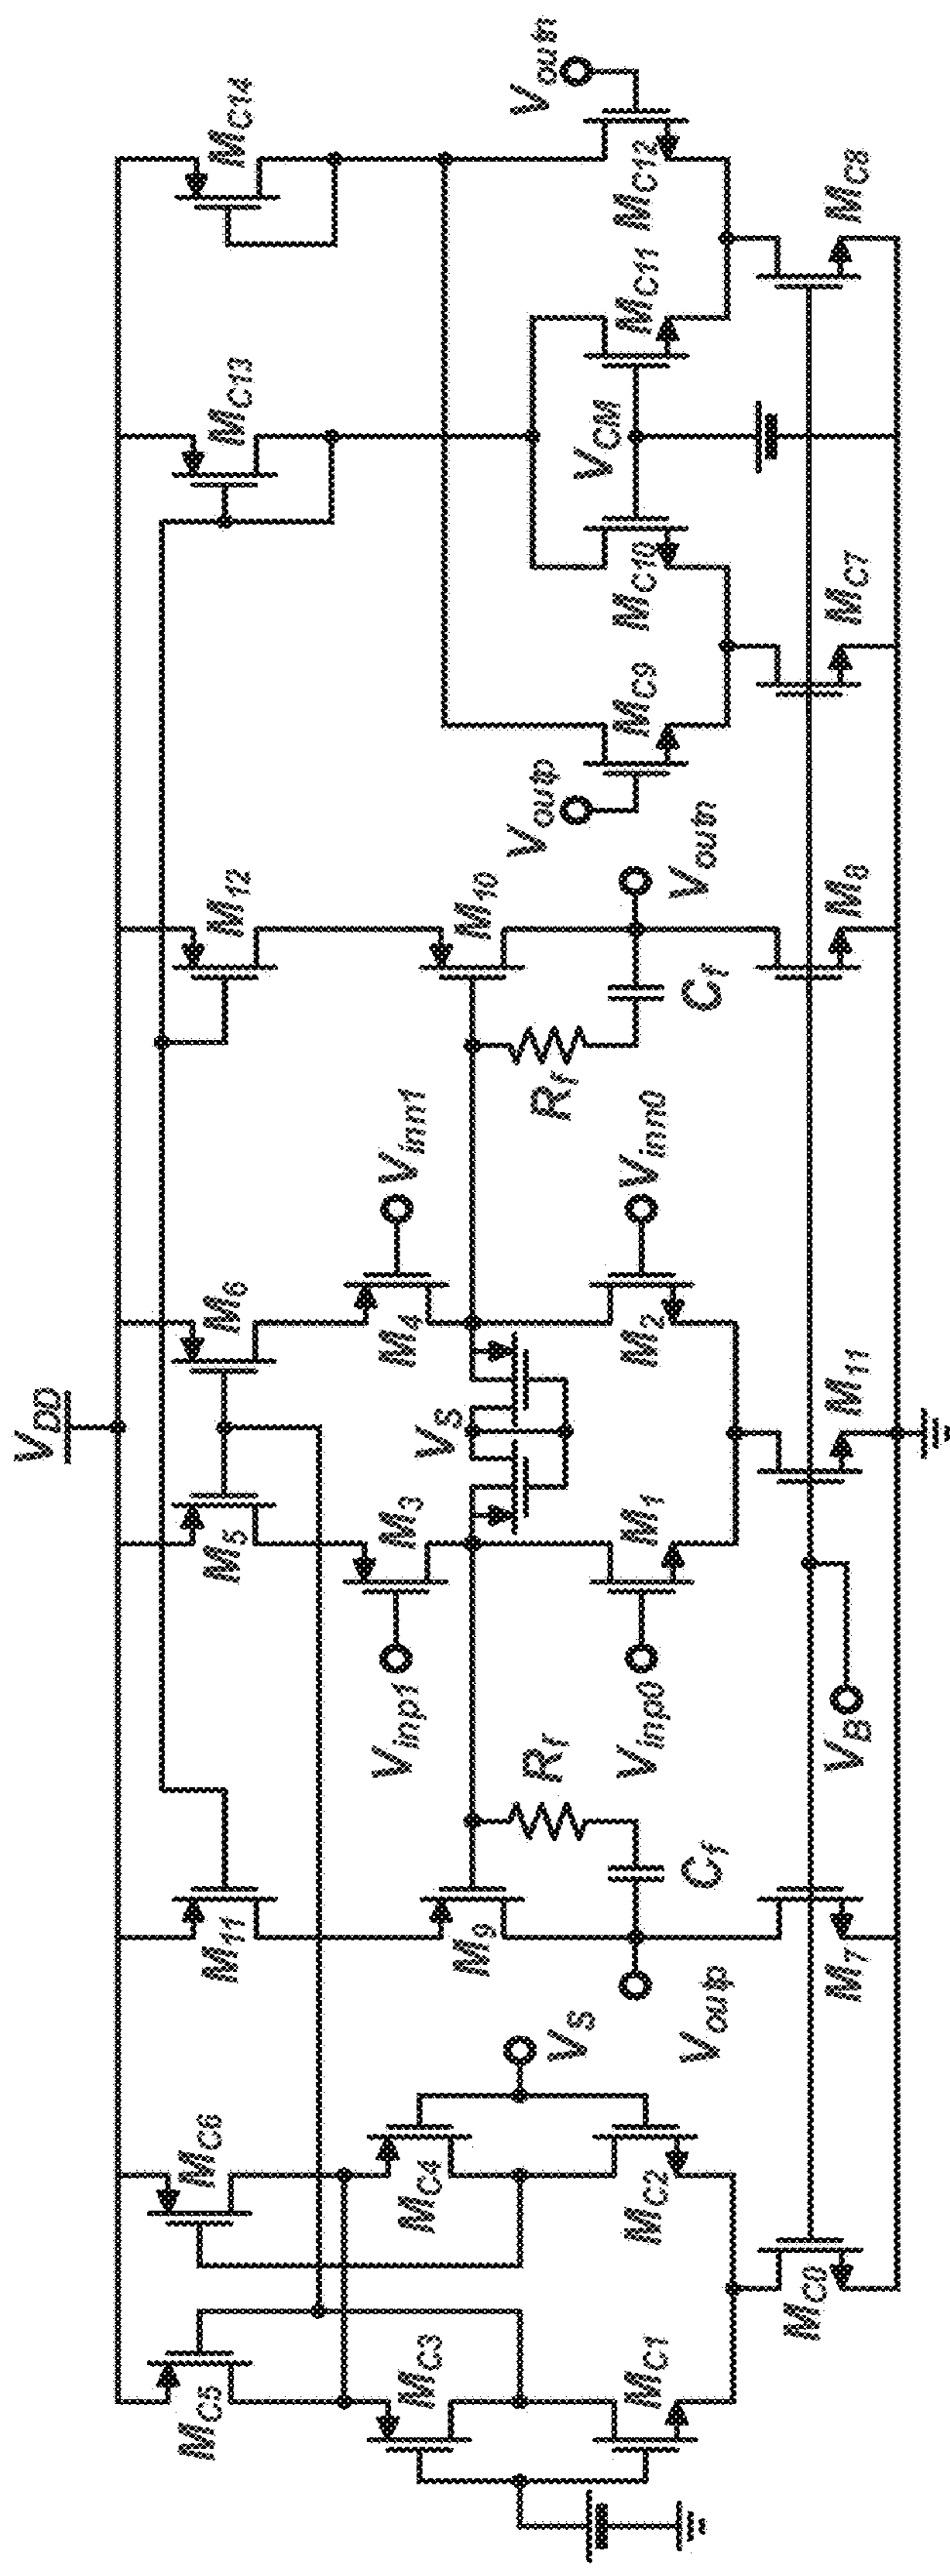 VDD
MC5
MC6
M11
M5
M6
M12
MC13
MC14
MC3
MC4
M9
Vinp1
M3
M4
Vinn1
M10
VS
VS
Rf
Rf
Voutp
VCM
Voutn
MC1
MC2
Voutp
Cf
Vinp0
M1
M2
Vinn0
Cf
Voutn
MC9
MC10
MC11
MC12
MC0
M7
VB
M11
M8
MC7
MC8